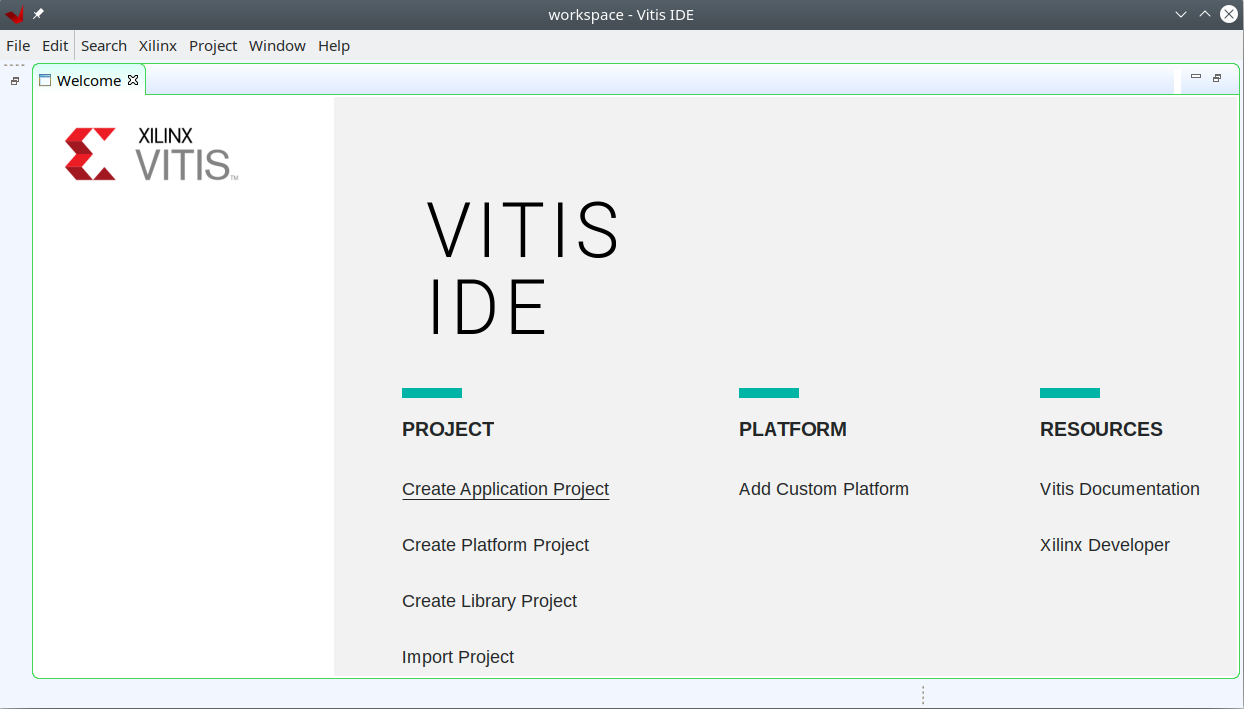 workspace - Vitis IDE
File Edit Search Xilinx Project Window Help
Welcome
XILINX
VITIS™
VITIS
IDE
PROJECT
Create Application Project
Create Platform Project
Create Library Project
Import Project
PLATFORM
Add Custom Platform
RESOURCES
Vitis Documentation
Xilinx Developer